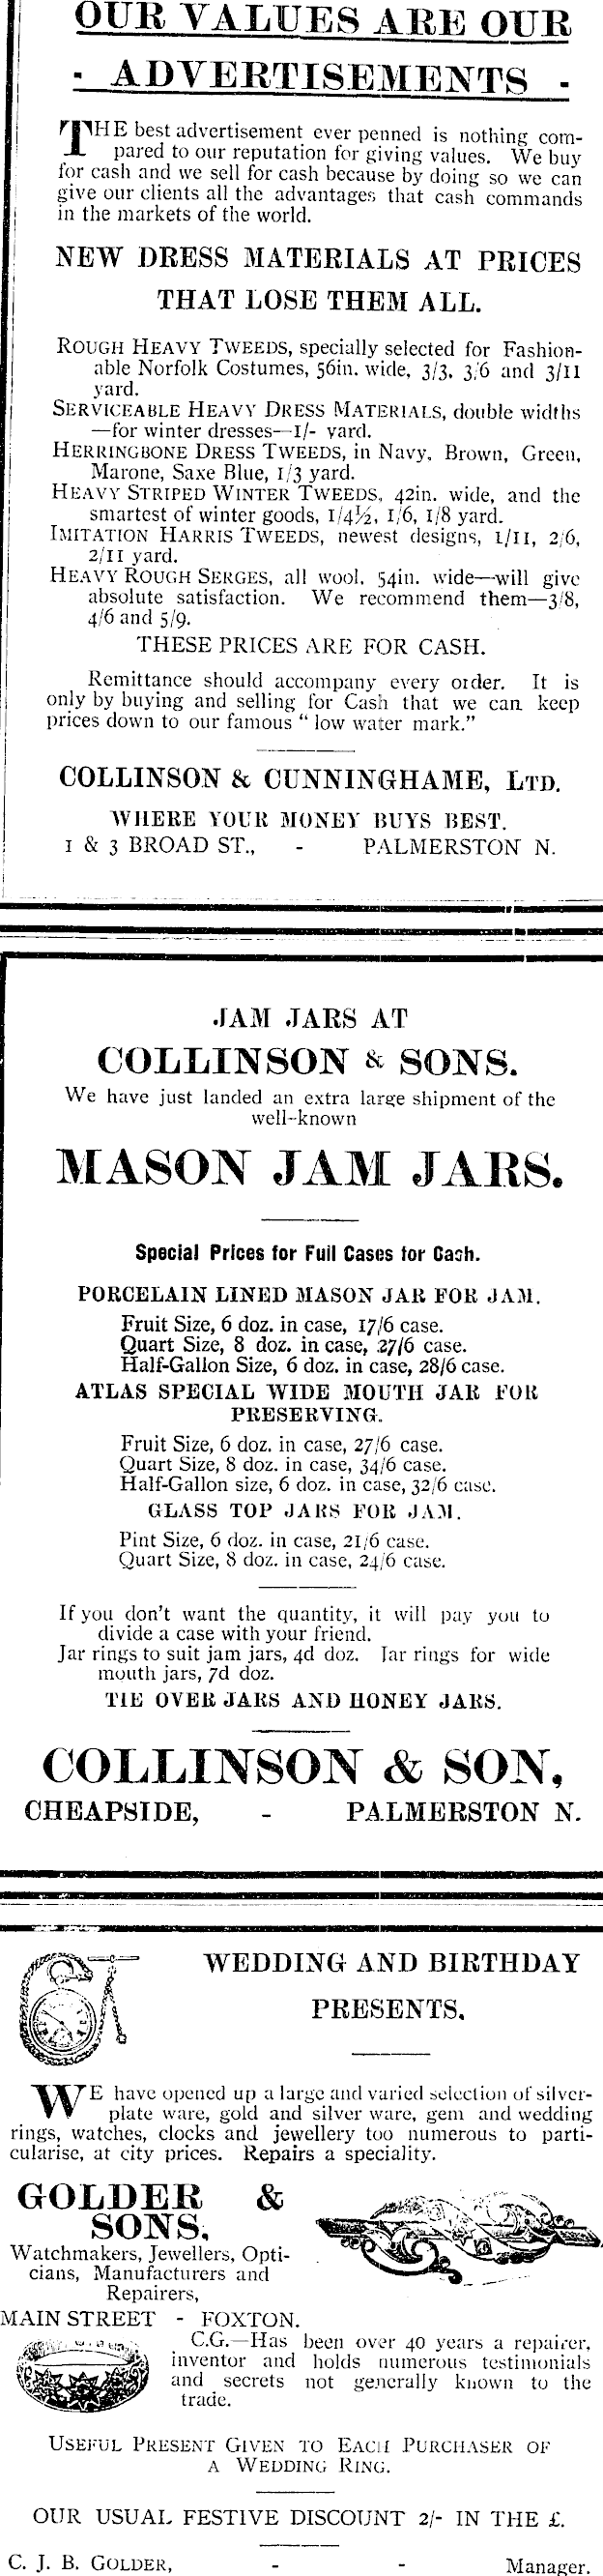 OUR VALUES ARE OUR
- ADVERTISEMENTS -
THE best advertisement ever penned is nothing com-
pared to our reputation for giving values. We buy
for cash and we sell for cash because by doing so we can
give our clients all the advantages that cash commands
in the markets of the world.
NEW DRESS MATERIALS AT PRICES
THAT LOSE THEM ALL.
ROUGH HEAVY TWEEDS, specially selected for Fashion-
able Norfolk Costumes, 56in. wide, 3/3, 3/6 and 3/11
yard.
SERVICEABLE HEAVY DRESS MATERIALS, double widths
—for winter dresses—1/- yard.
HERRINGBONE DRESS TWEEDS, in Navy, Brown, Green,
Marone, Saxe Blue, 1/3 yard.
HEAVY STRIPED WINTER TWEEDS, 42in. wide, and the
smartest of winter goods, 1/4½, 1/6, 1/8 yard.
IMITATION HARRIS TWEEDS, newest designs, 1/11, 2/6,
2/11 yard.
HEAVY ROUGH SERGES, all wool, 54in. wide—will give
absolute satisfaction. We recommend them—3/8,
4/6 and 5/9.
THESE PRICES ARE FOR CASH.
Remittance should accompany every order. It is
only by buying and selling for Cash that we can keep
prices down to our famous “ low water mark.”
COLLINSON & CUNNINGHAME, LTD.
WHERE YOUR MONEY BUYS BEST.
1 & 3 BROAD ST., - PALMERSTON N.
JAM JARS AT
COLLINSON & SONS.
We have just landed an extra large shipment of the
well-known
MASON JAM JARS.
Special Prices for Full Cases for Cash.
PORCELAIN LINED MASON JAR FOR JAM.
Fruit Size, 6 doz. in case, 17/6 case.
Quart Size, 8 doz. in case, 27/6 case.
Half-Gallon Size, 6 doz. in case, 28/6 case.
ATLAS SPECIAL WIDE MOUTH JAR FOR
PRESERVING.
Fruit Size, 6 doz. in case, 27/6 case.
Quart Size, 8 doz. in case, 34/6 case.
Half-Gallon size, 6 doz. in case, 32/6 case.
GLASS TOP JARS FOR JAM.
Pint Size, 6 doz. in case, 21/6 case.
Quart Size, 8 doz. in case, 24/6 case.
If you don't want the quantity, it will pay you to
divide a case with your friend.
Jar rings to suit jam jars, 4d doz. Jar rings for wide
mouth jars, 7d doz.
TIE OVER JARS AND HONEY JARS.
COLLINSON & SON,
CHEAPSIDE, - PALMERSTON N.
WEDDING AND BIRTHDAY
PRESENTS.
WE have opened up a large and varied selection of silver-
plate ware, gold and silver ware, gem and wedding
rings, watches, clocks and jewellery too numerous to parti-
cularise, at city prices. Repairs a speciality.
GOLDER &
SONS,
Watchmakers, Jewellers, Opti-
cians, Manufacturers and
Repairers,
MAIN STREET - FOXTON.
C.G.—Has been over 40 years a repairer,
inventor and holds numerous testimonials
and secrets not generally known to the
trade.
USEFUL PRESENT GIVEN TO EACH PURCHASER OF
A WEDDING RING.
OUR USUAL FESTIVE DISCOUNT 2/- IN THE £.
C. J. B. GOLDER, - - Manager.